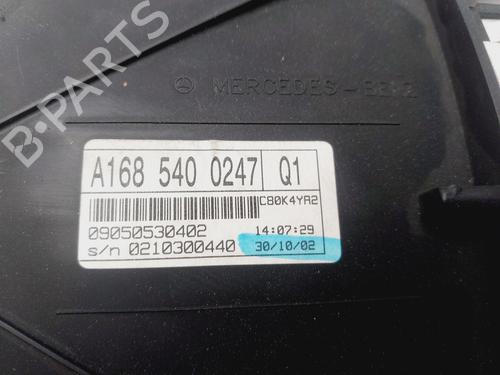 B-PARTS
MERCEDES-BENZ
A168 540 0247 Q1
C80K4YA2
09050530402 14:07:29
s/n 0210300440 30/10/02